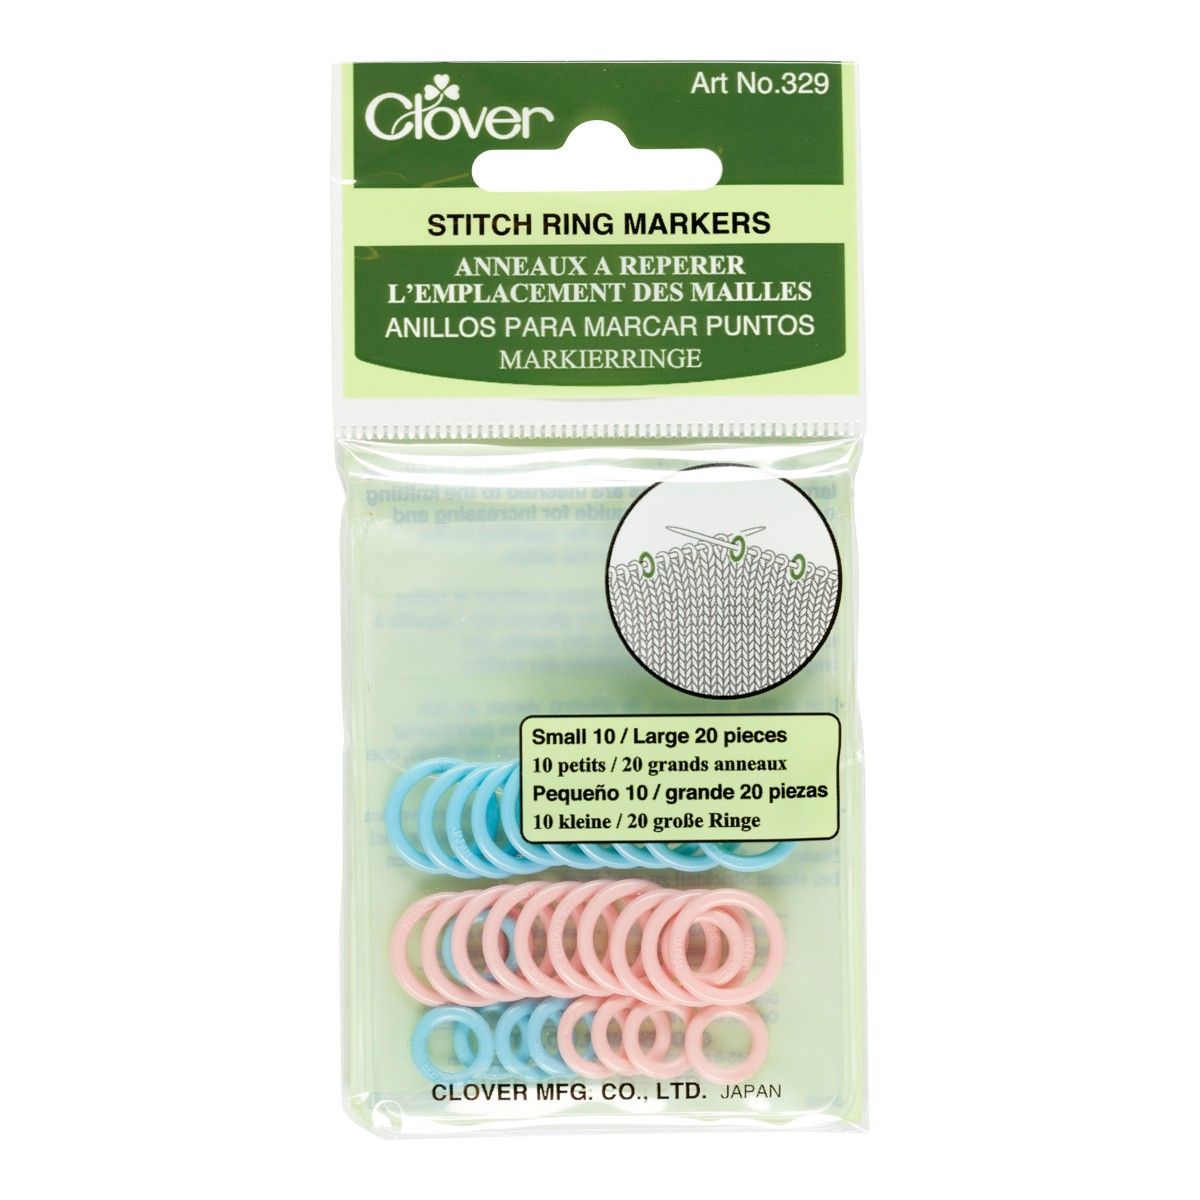 Clover
Art No.329
STITCH RING MARKERS
ANNEAUX A REPERER
L'EMPLACEMENT DES MAILLES
ANILLOS PARA MARCAR PUNTOS
MARKIERRINGE
Small 10 / Large 20 pieces
10 petits / 20 grands anneaux
Pequeño 10 / grande 20 piezas
10 kleine / 20 große Ringe
CLOVER MFG. CO., LTD. JAPAN